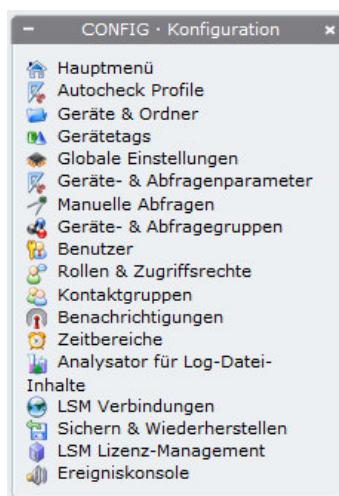 CONFIG · Konfiguration
Hauptmenü
Autocheck Profile
Geräte & Ordner
Gerätetags
Globale Einstellungen
Geräte- & Abfragenparameter
Manuelle Abfragen
Geräte- & Abfragegruppen
Benutzer
Rollen & Zugriffsrechte
Kontaktgruppen
Benachrichtigungen
Zeitbereiche
Analysator für Log-Datei-
Inhalte
LSM Verbindungen
Sichern & Wiederherstellen
LSM Lizenz-Management
Ereigniskonsole